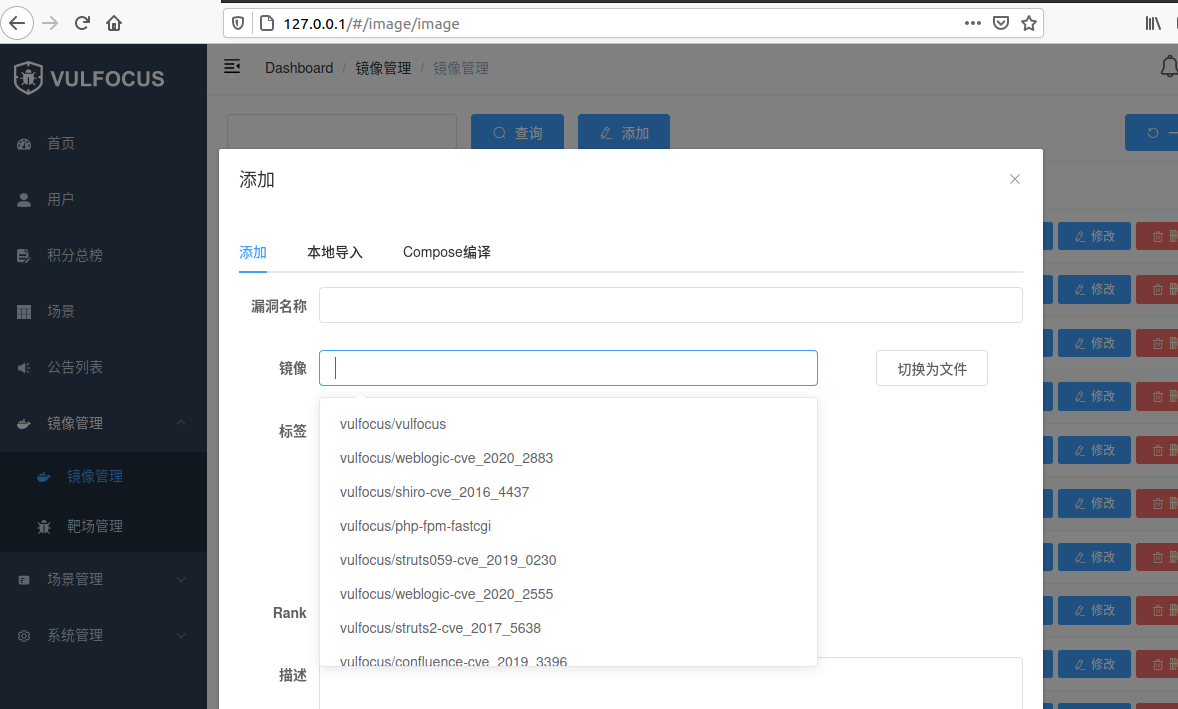 127.0.0.1/#/image/image
VULFOCUS
Dashboard / 镜像管理 / 镜像管理
首页
用户
积分总榜
场景
公告列表
镜像管理
镜像管理
靶场管理
场景管理
系统管理
查询
添加
添加
添加
本地导入
Compose编译
漏洞名称
镜像
切换为文件
标签
vulfocus/vulfocus
vulfocus/weblogic-cve_2020_2883
vulfocus/shiro-cve_2016_4437
vulfocus/php-fpm-fastcgi
vulfocus/struts059-cve_2019_0230
vulfocus/weblogic-cve_2020_2555
vulfocus/struts2-cve_2017_5638
vulfocus/confluence-cve_2019_3396
Rank
描述
修改
修改
修改
修改
修改
修改
修改
修改
修改